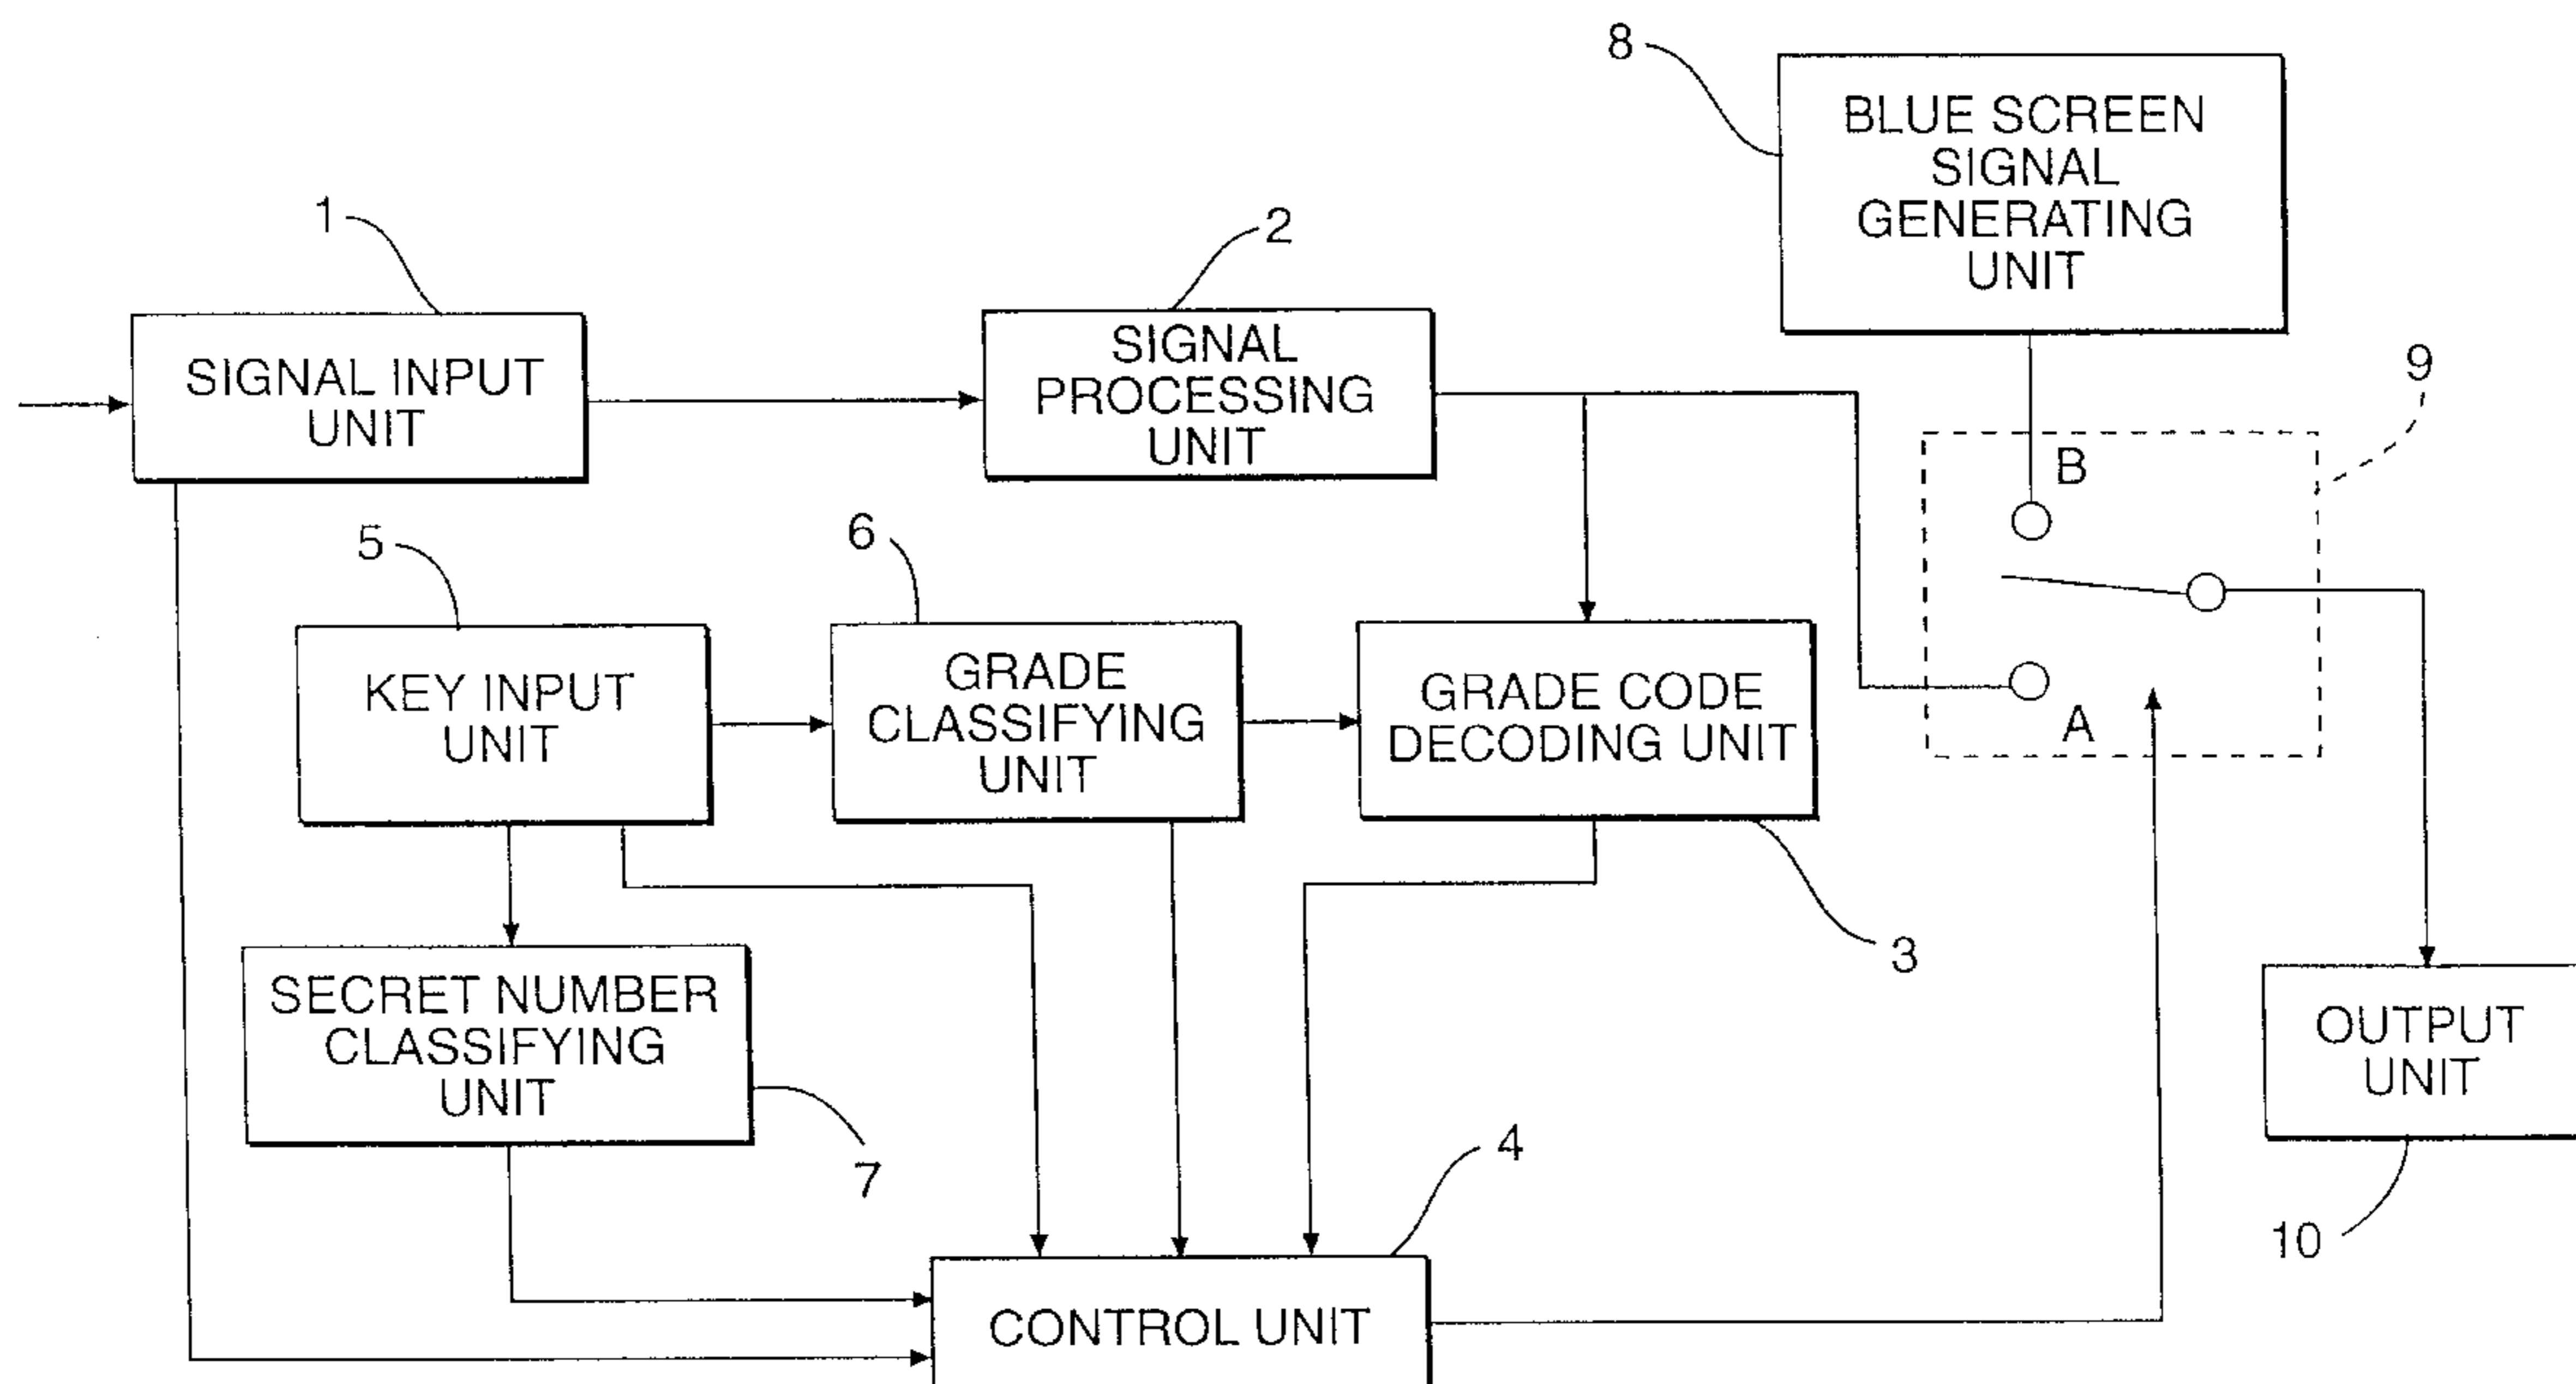 8
BLUE SCREEN
SIGNAL
GENERATING
UNIT
1
2
SIGNAL INPUT
UNIT
SIGNAL
PROCESSING
UNIT
9
B
A
5
6
KEY INPUT
UNIT
GRADE
CLASSIFYING
UNIT
GRADE CODE
DECODING UNIT
3
SECRET NUMBER
CLASSIFYING
UNIT
7
OUTPUT
UNIT
10
4
CONTROL UNIT